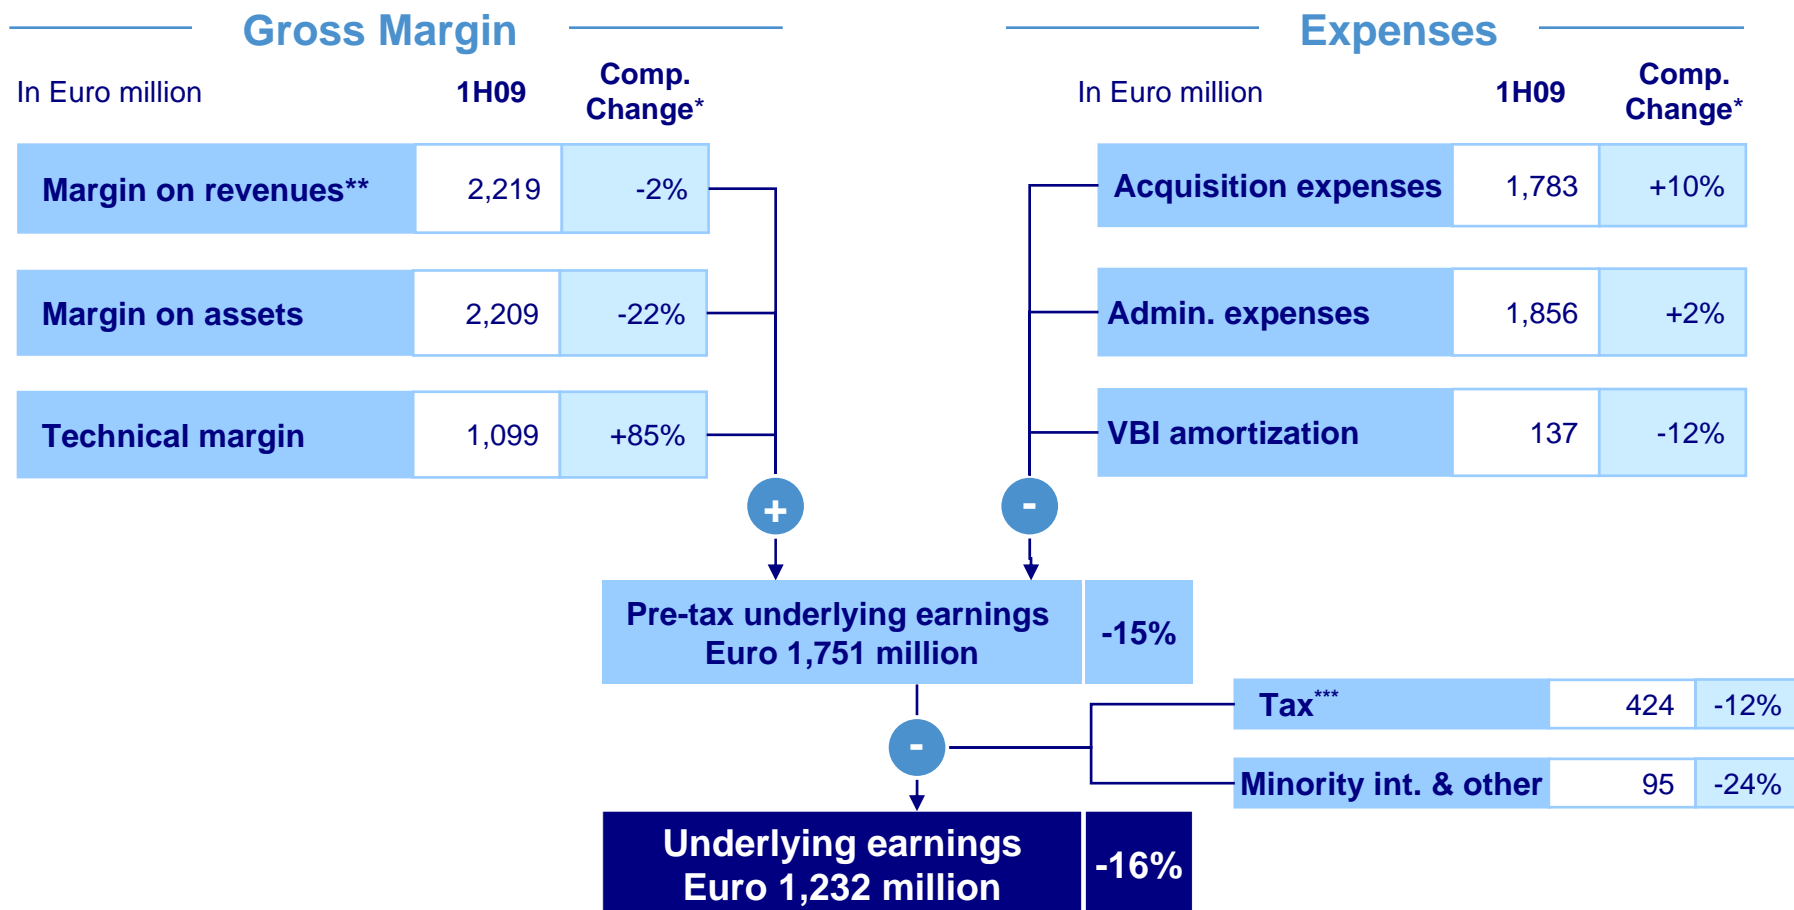 Gross Margin
In Euro million 1H09 Comp. Change*
Margin on revenues** 2,219 -2%
Margin on assets 2,209 -22%
Technical margin 1,099 +85%
Expenses
In Euro million 1H09 Comp. Change*
Acquisition expenses 1,783 +10%
Admin. expenses 1,856 +2%
VBI amortization 137 -12%
+
-
Pre-tax underlying earnings
Euro 1,751 million
-15%
-
Tax*** 424 -12%
Minority int. & other 95 -24%
Underlying earnings
Euro 1,232 million
-16%